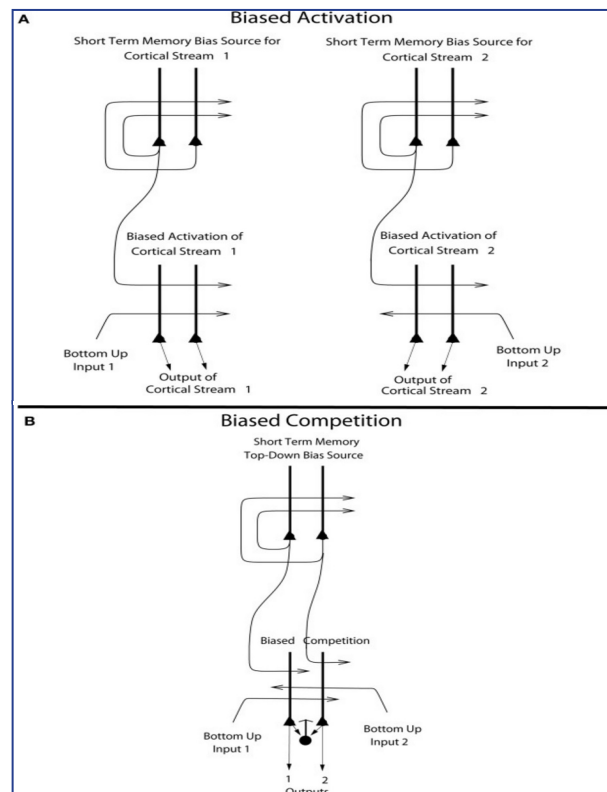 A
Biased Activation
Short Term Memory Bias Source for
Cortical Stream 1
Short Term Memory Bias Source for
Cortical Stream 2
Biased Activation of
Cortical Stream 1
Biased Activation of
Cortical Stream 2
Bottom Up
Input 1
Output of
Cortical Stream 1
Output of
Cortical Stream 2
Bottom Up
Input 2
B
Biased Competition
Short Term Memory
Top-Down Bias Source
Biased Competition
Bottom Up
Input 1
Bottom Up
Input 2
1 2
Outputs